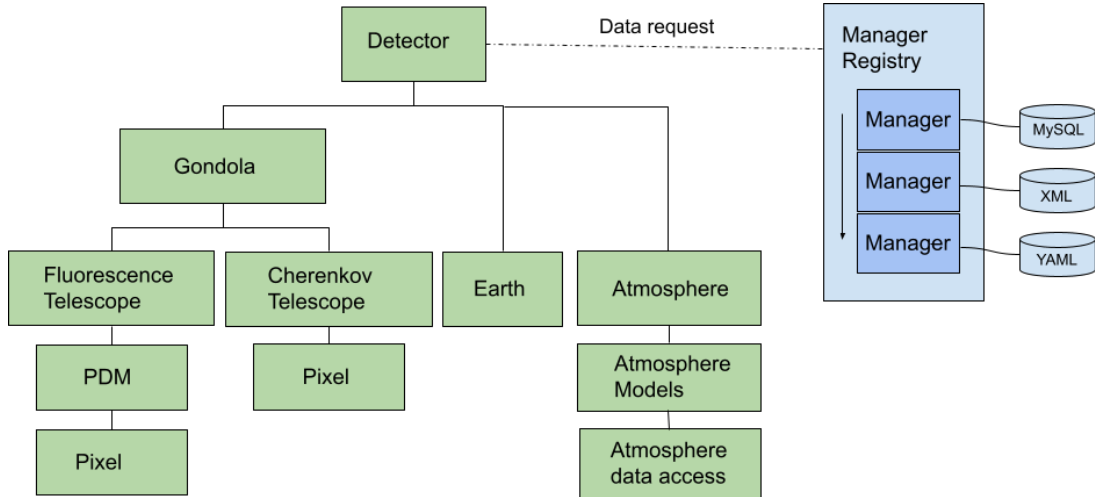 Detector
Data request
Manager
Registry
Manager
MySQL
Manager
XML
Manager
YAML
Gondola
Fluorescence
Telescope
Cherenkov
Telescope
Earth
Atmosphere
PDM
Pixel
Atmosphere
Models
Pixel
Atmosphere
data access